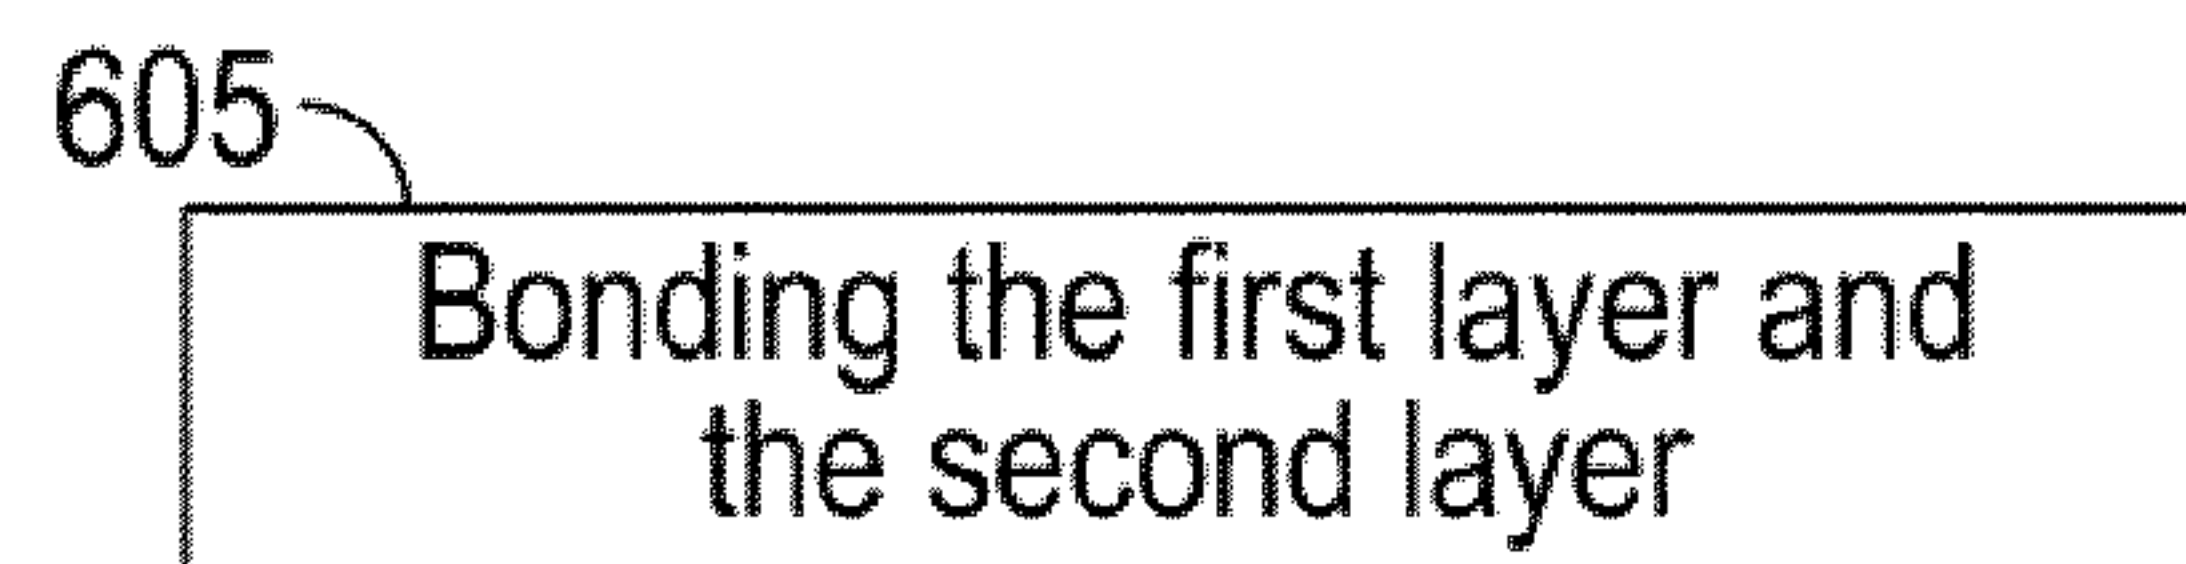 605
Bonding the first layer and
the second layer